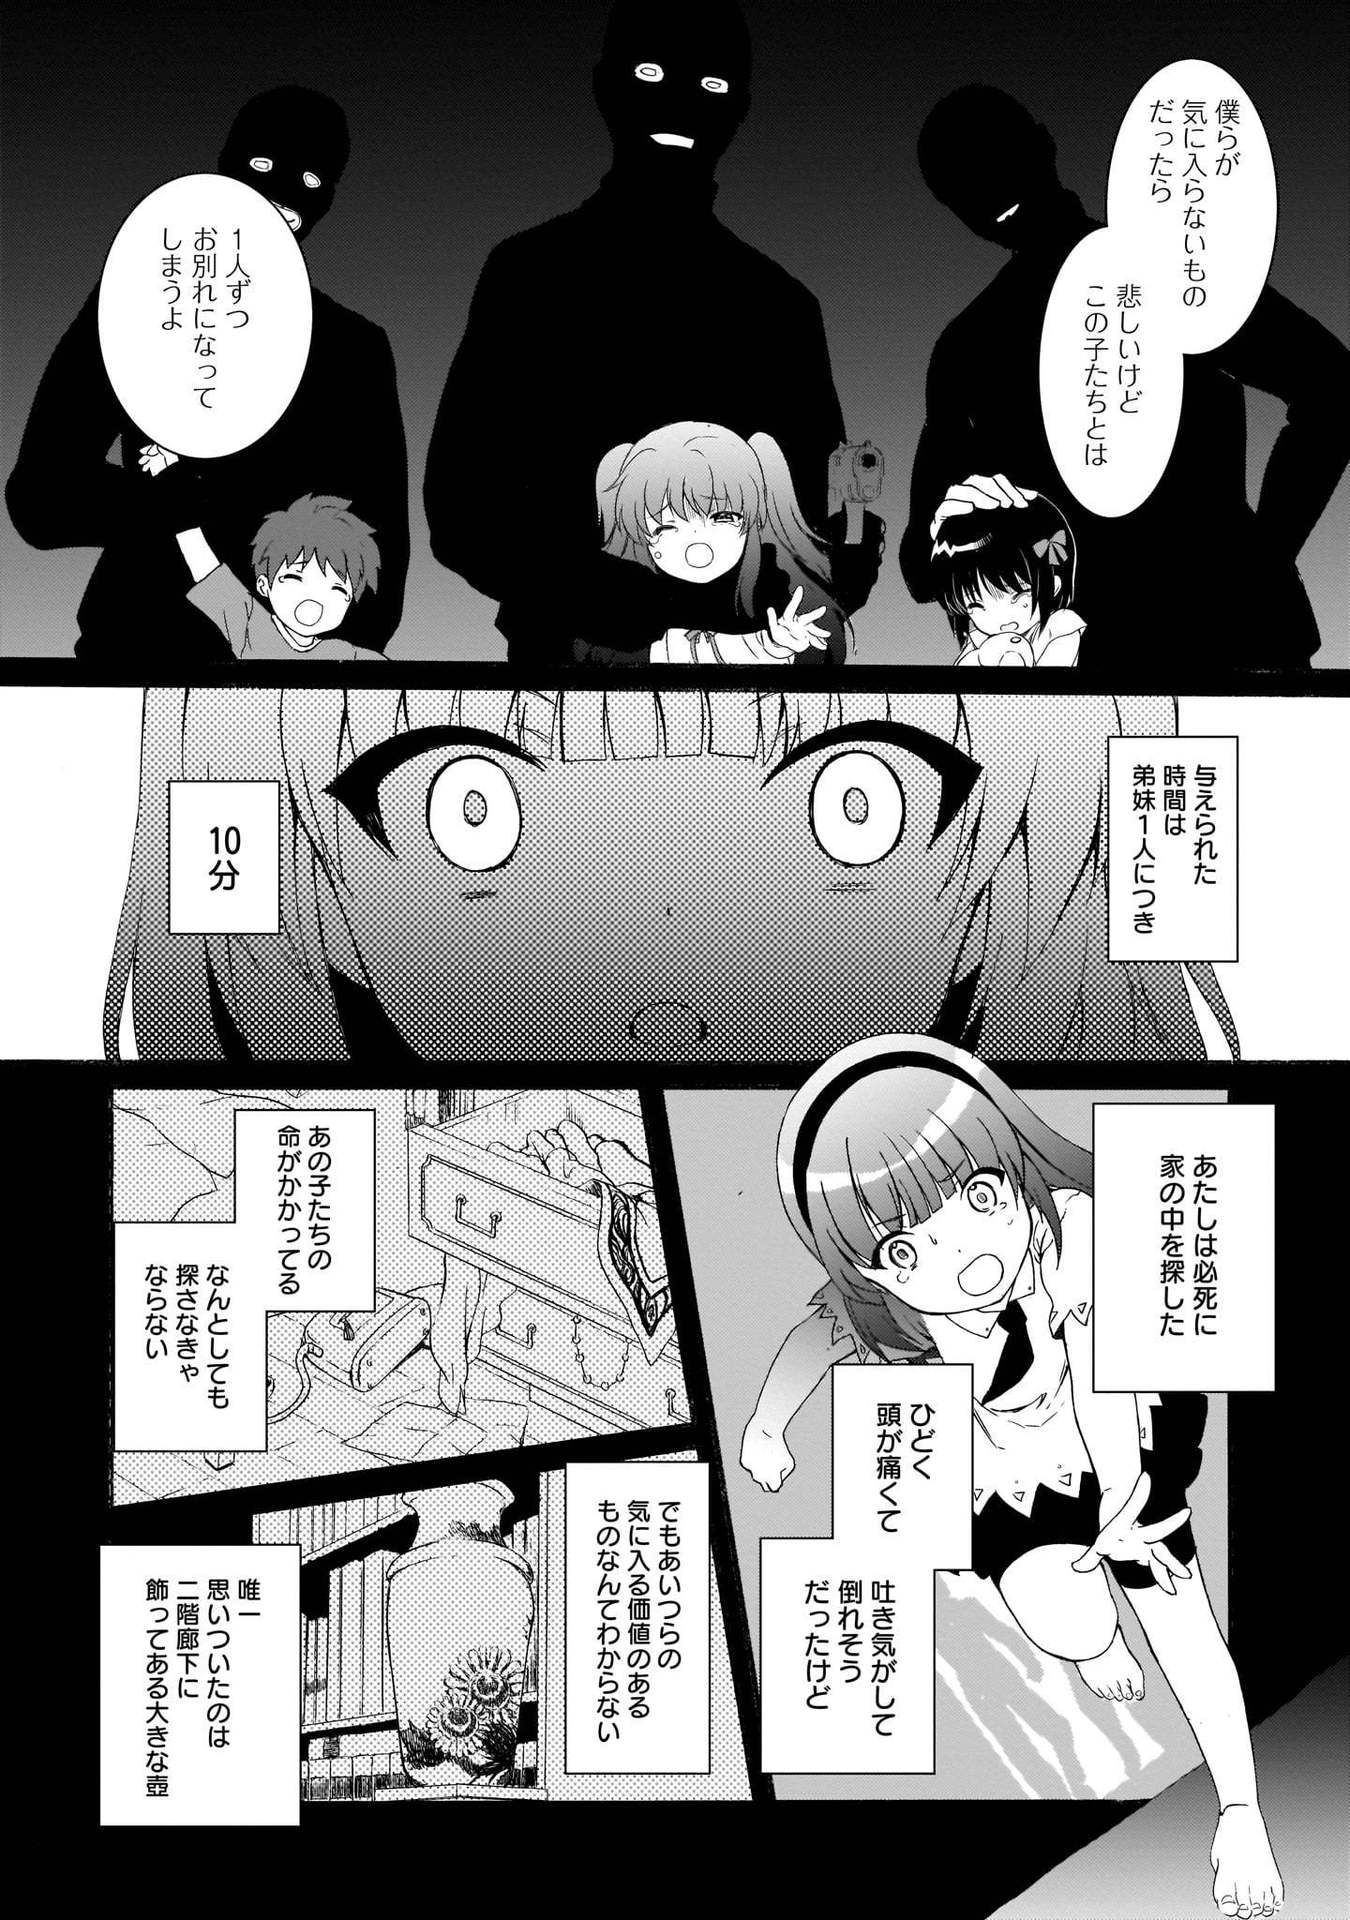 僕らが
気に入らないもの
だったら
悲しいけど
この子たちとは
1人ずつ
お別れになって
しまうよ
与えられた
時間は
弟妹1人につき
10分
あたしは必死に
家の中を探した
ひどく
頭が痛くて
吐き気がして
倒れそう
だったけど
あの子たちの
命がかかってる
なんとしても
探さなきゃ
ならない
でもあいつらの
気に入る価値のある
ものなんてわからない
唯一
思いついたのは
二階廊下に
飾ってある大きな壺